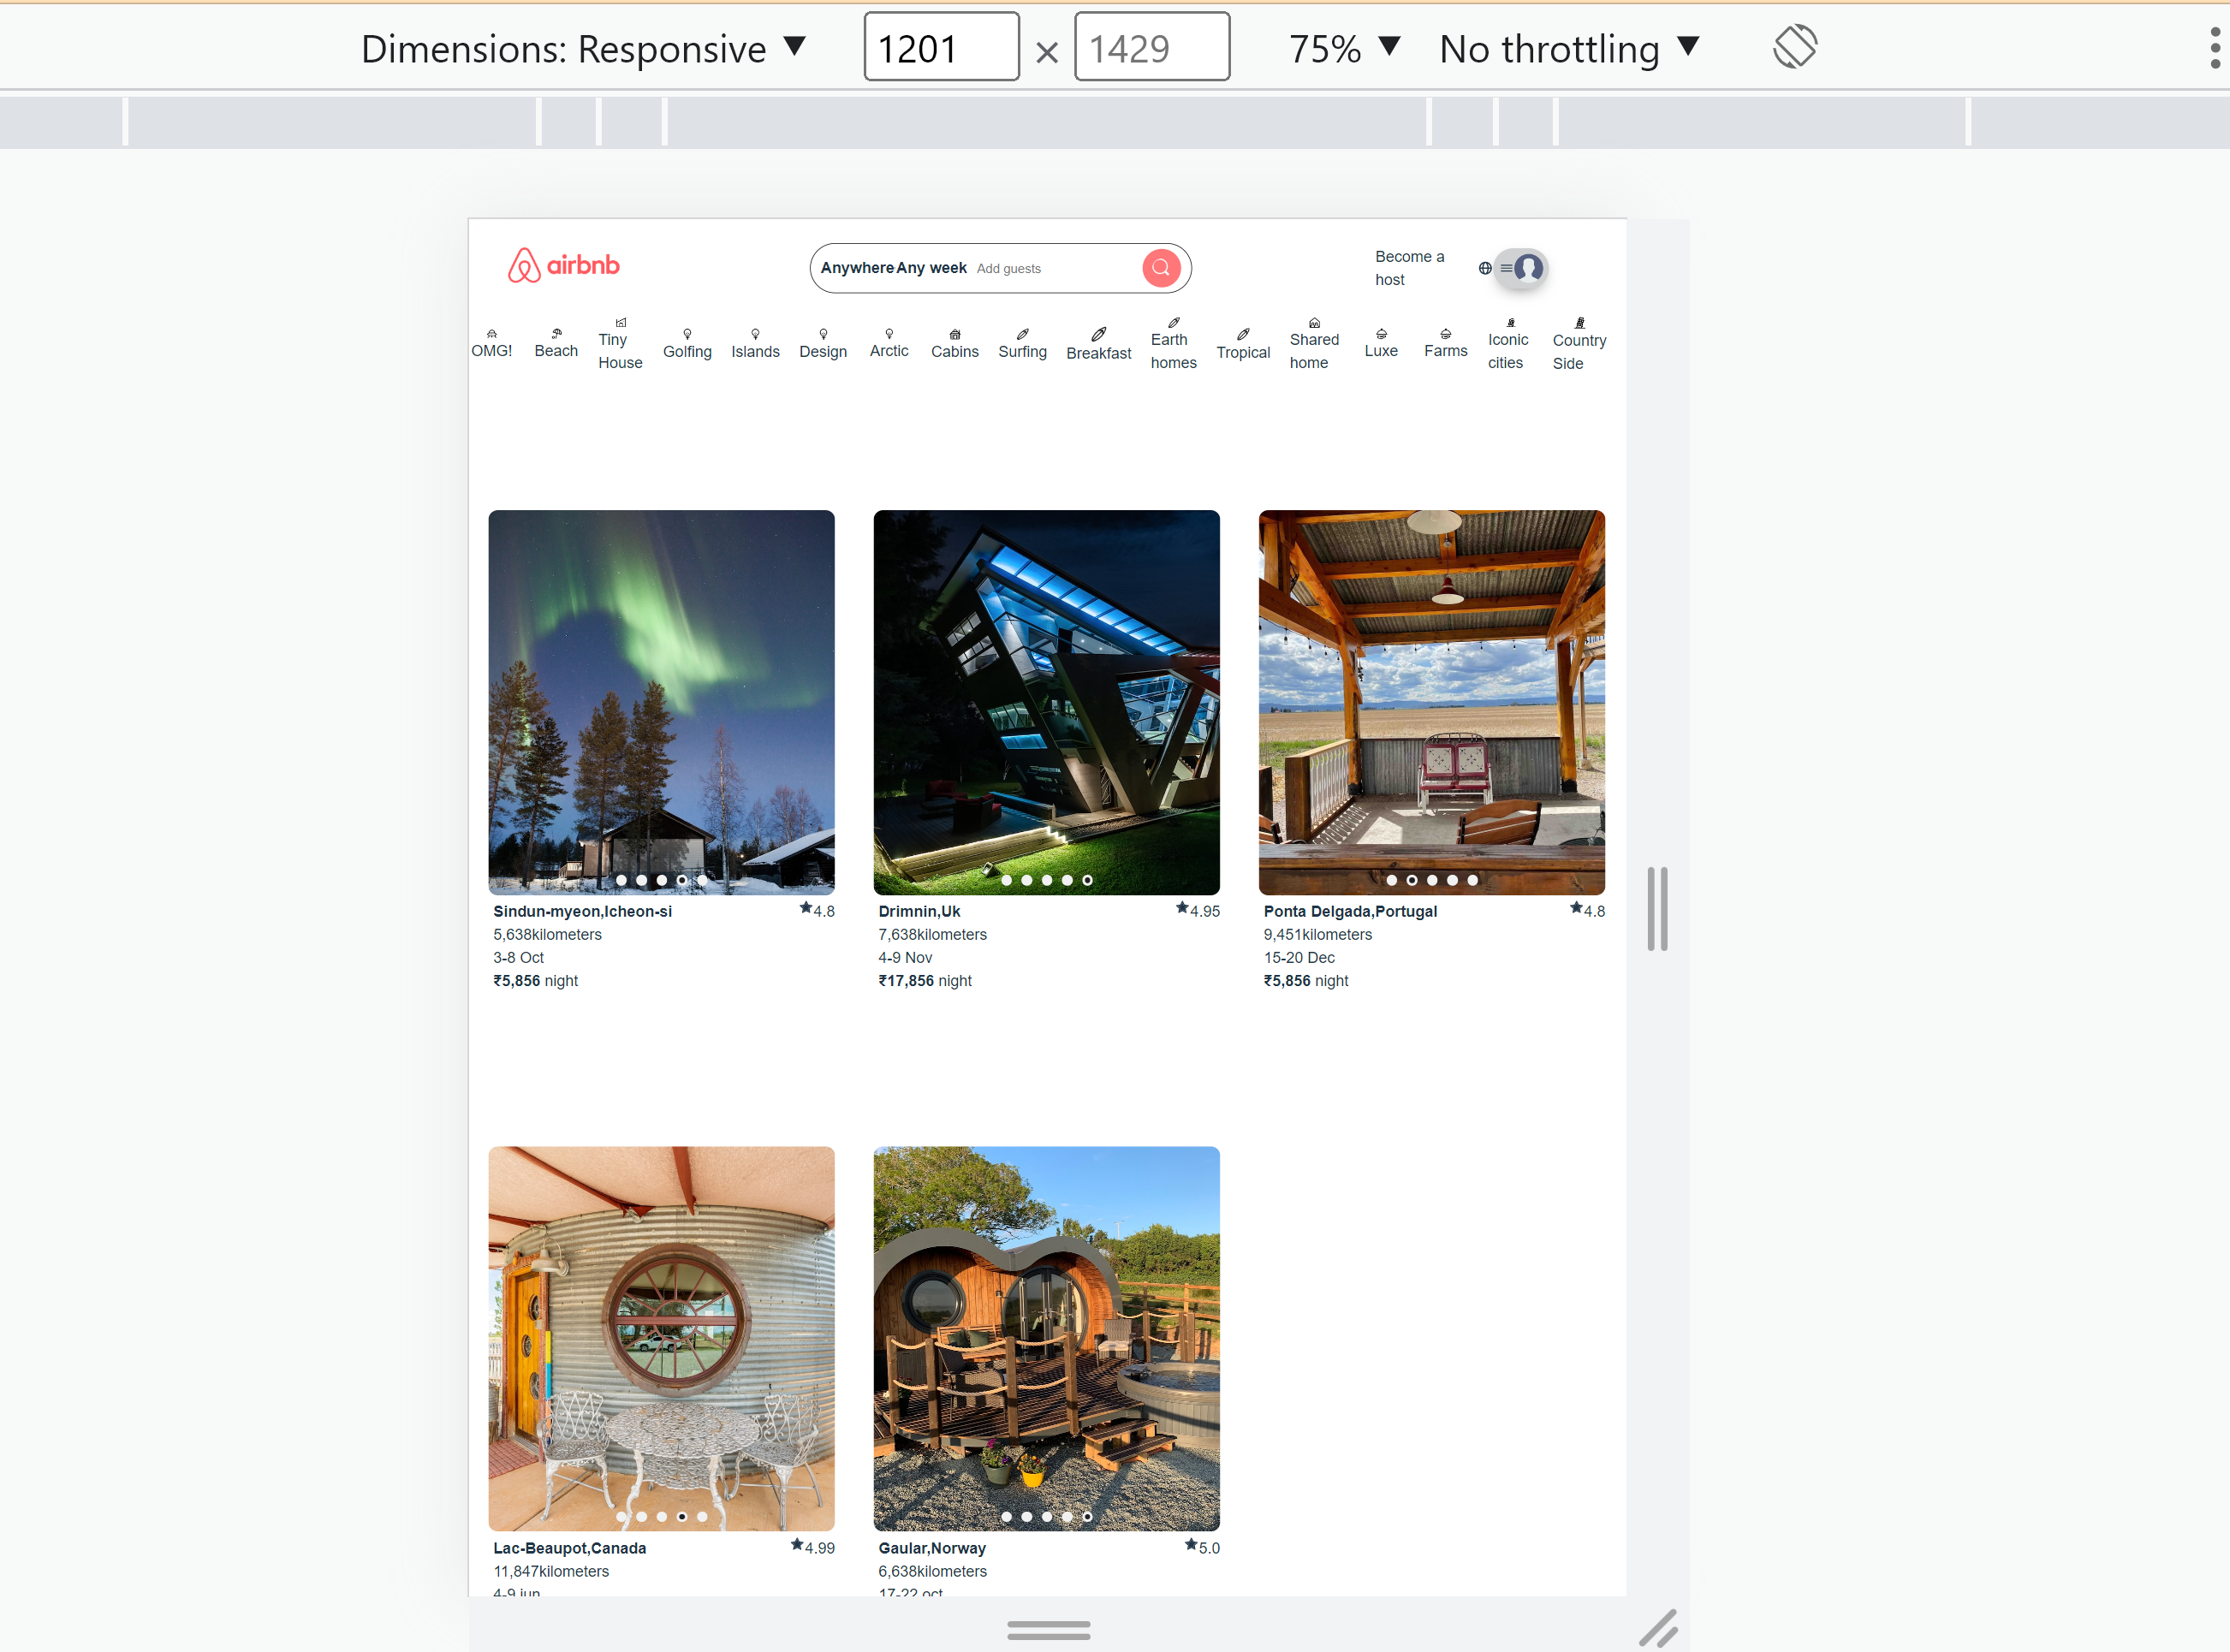 Dimensions: Responsive ▼ 1201 × 1429 75% ▼ No throttling ▼
airbnb
Anywhere Any week Add guests
Become a
host
OMG!
Beach
Tiny
House
Golfing
Islands
Design
Arctic
Cabins
Surfing
Breakfast
Earth
homes
Tropical
Shared
home
Luxe
Farms
Iconic
cities
Country
Side
Sindun-myeon,Icheon-si ★4.8
5,638kilometers
3-8 Oct
₹5,856 night
Drimnin,Uk ★4.95
7,638kilometers
4-9 Nov
₹17,856 night
Ponta Delgada,Portugal ★4.8
9,451kilometers
15-20 Dec
₹5,856 night
Lac-Beaupot,Canada ★4.99
11,847kilometers
4-9 jun
Gaular,Norway ★5.0
6,638kilometers
17-22 oct